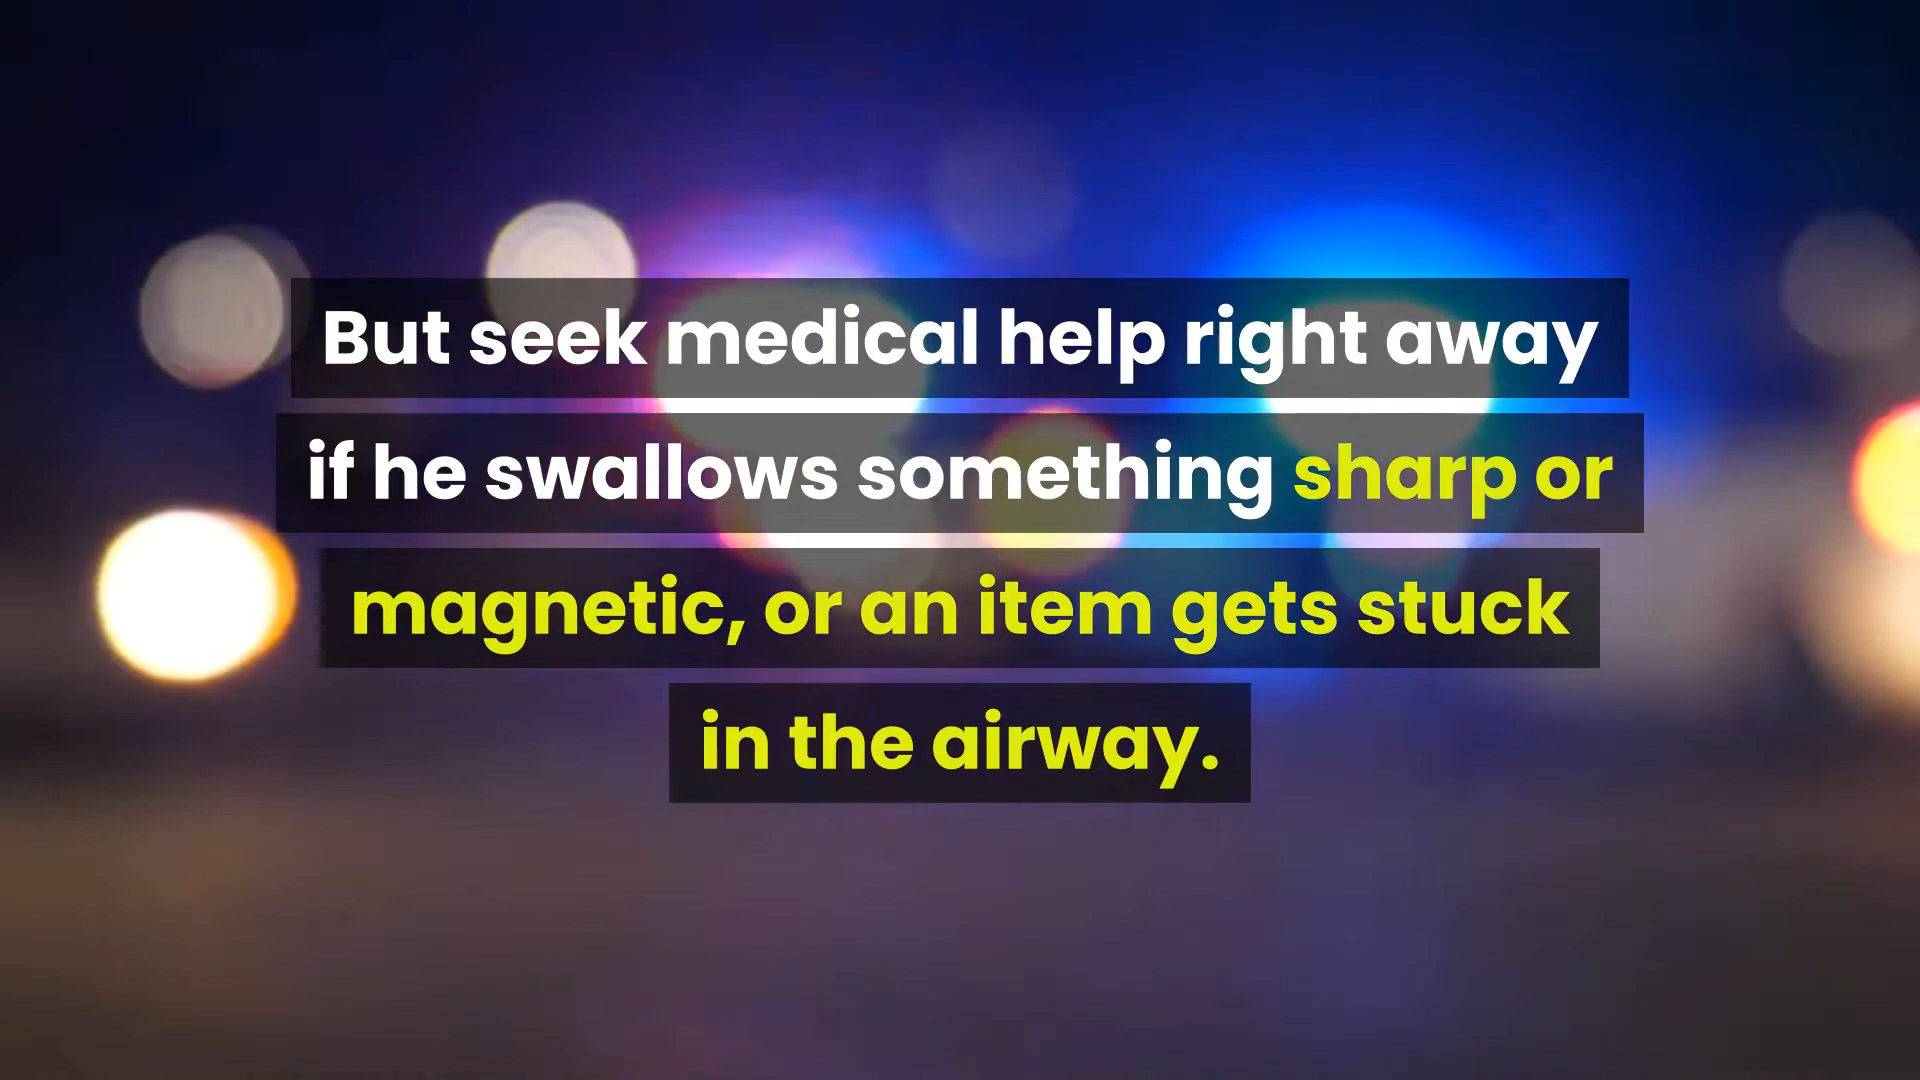 But seek medical help right away
if he swallows something sharp or
magnetic, or an item gets stuck
in the airway.